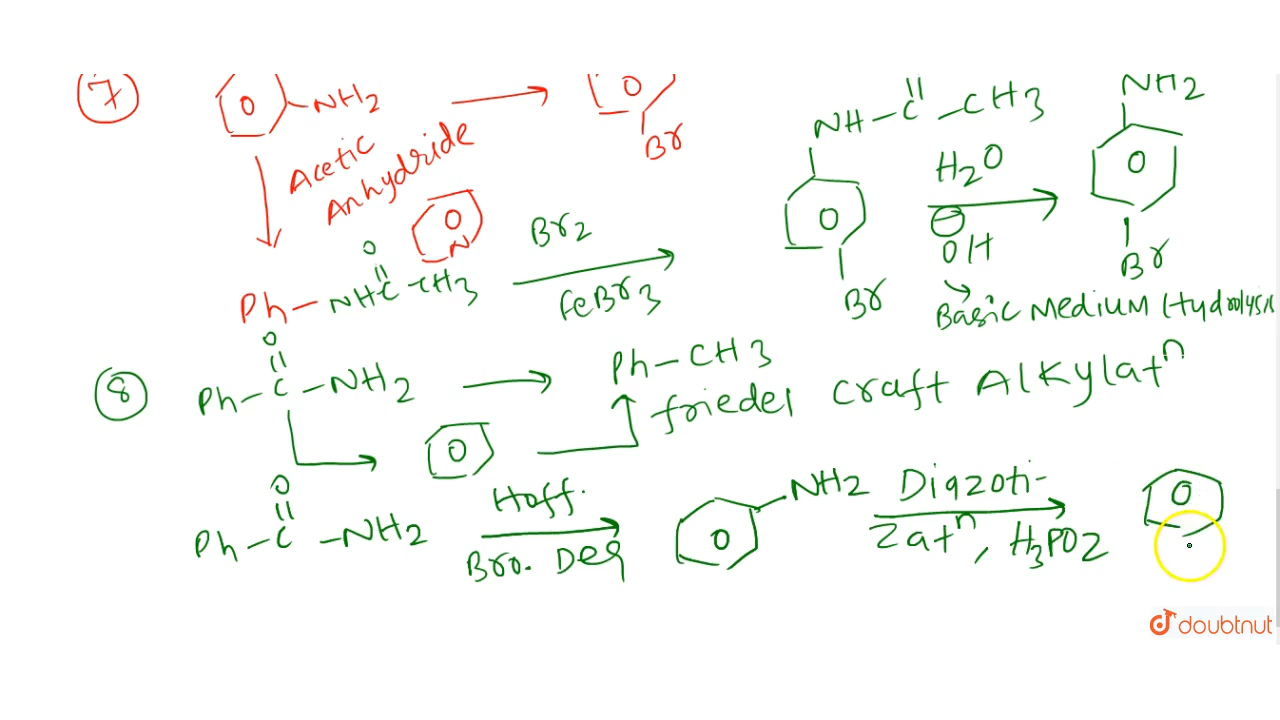 7 NH2 → Br
Acetic
Anhydride
N
Ph-NHC-CH3
O
Br2
FeBr3
NH-C-CH3
Br
H2O
OH
Basic Medium Hydrolysis
NH2
Br
8 Ph-C-NH2 → Ph-CH3
O
friedel craft Alkylatn
Ph-C-NH2
O
Hoff.
Bro. Deg
NH2
Diazoti-
zatn, H3PO2
doubtnut